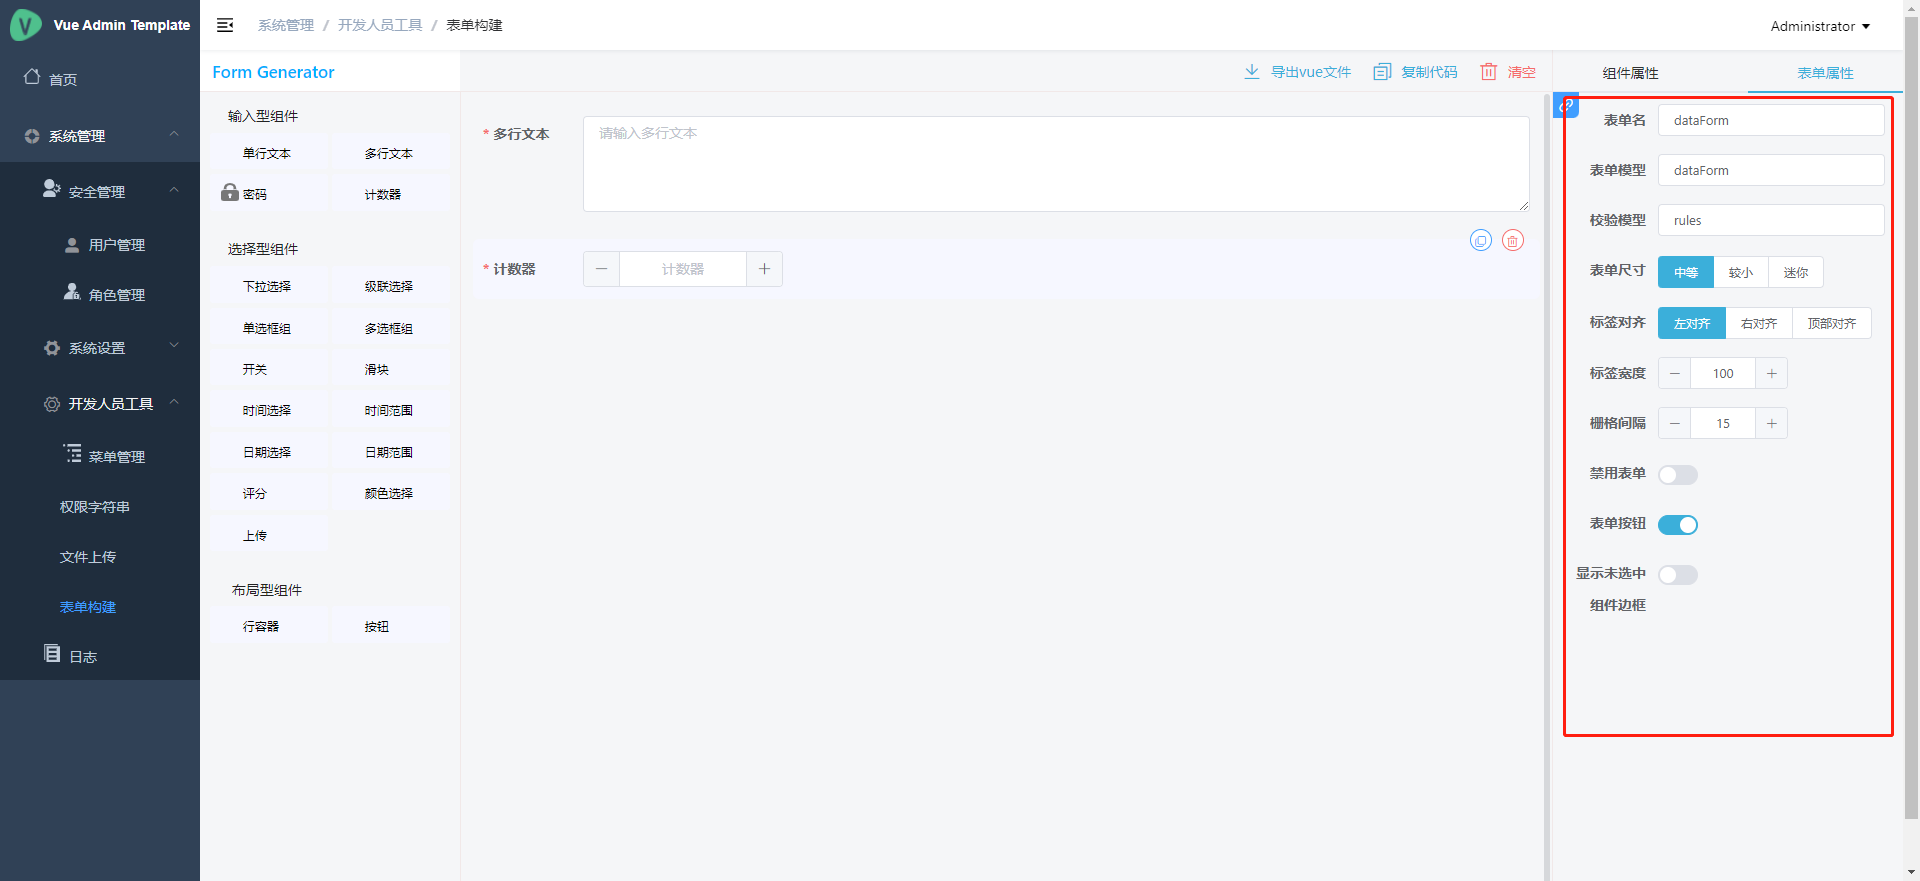 Vue Admin Template
首页
系统管理
安全管理
用户管理
角色管理
系统设置
开发人员工具
菜单管理
权限字符串
文件上传
表单构建
日志
系统管理 / 开发人员工具 / 表单构建
Administrator
Form Generator
导出vue文件 复制代码 清空
输入型组件
单行文本 多行文本
密码 计数器
选择型组件
下拉选择 级联选择
单选框组 多选框组
开关 滑块
时间选择 时间范围
日期选择 日期范围
评分 颜色选择
上传
布局型组件
行容器 按钮
* 多行文本 请输入多行文本
* 计数器 计数器
组件属性 表单属性
表单名 dataForm
表单模型 dataForm
校验模型 rules
表单尺寸 中等 较小 迷你
标签对齐 左对齐 右对齐 顶部对齐
标签宽度 100
栅格间隔 15
禁用表单
表单按钮
显示未选中
组件边框